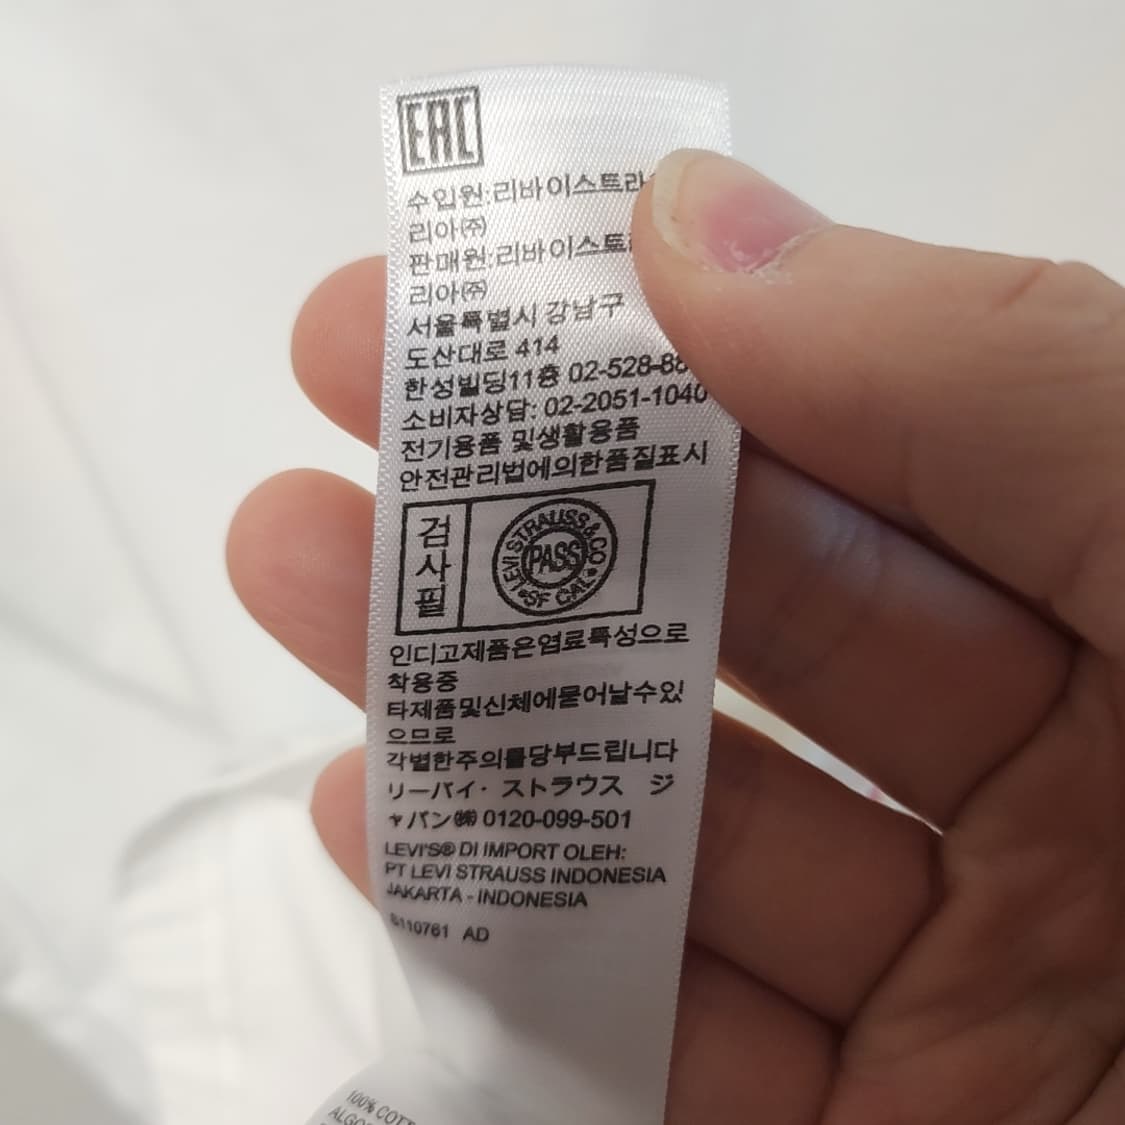 EAC
수입원:리바이스트라
리아㈜
판매원:리바이스트
리아㈜
서울특별시 강남구
도산대로 414
한성빌딩11층 02-528-88
소비자상담: 02-2051-1040
전기용품 및생활용품
안전관리법에의한품질표시
검사필
LEVI STRAUSS & CO
PASS
SF CAL
인디고제품은염료특성으로
착용중
타제품및신체에묻어날수있
으므로
각별한주의를당부드립니다
リーバイ・ ストラウス ジ
ャパン㈱ 0120-099-501
LEVI'S® DI IMPORT OLEH:
PT LEVI STRAUSS INDONESIA
JAKARTA - INDONESIA
AD
100%